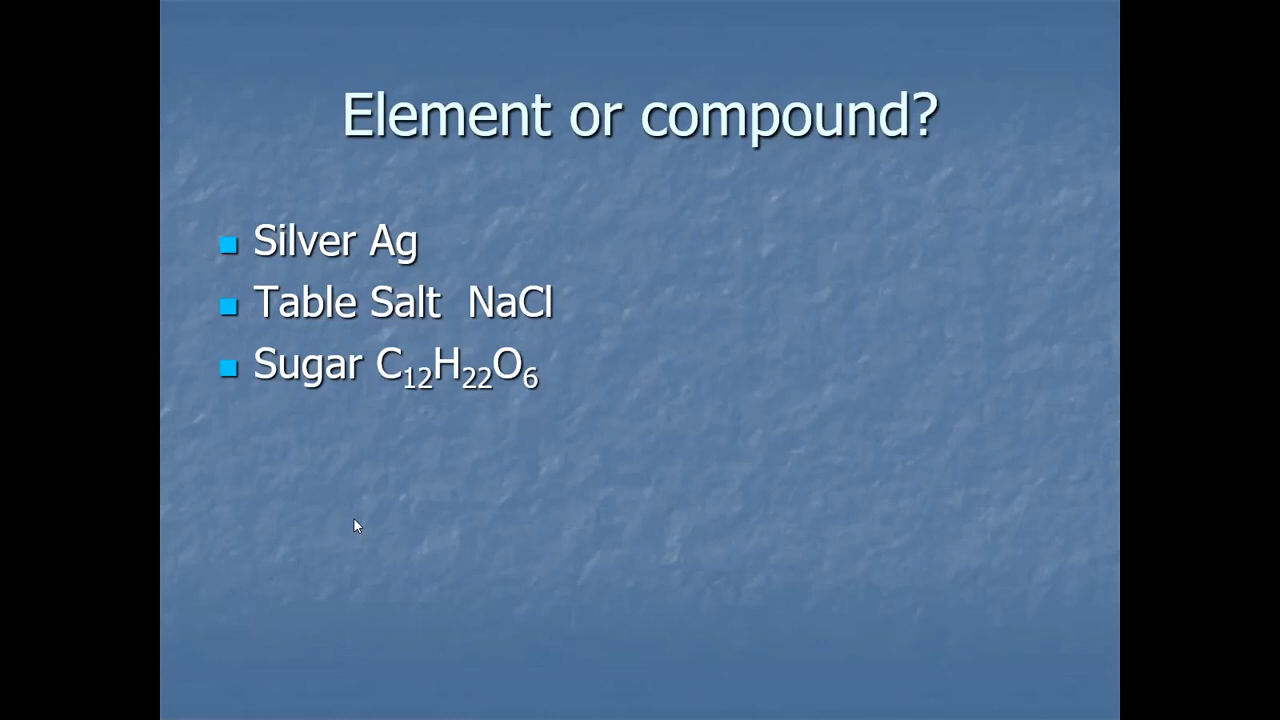 Element or compound?
Silver Ag
Table Salt  NaCl
Sugar C₁₂H₂₂O₆